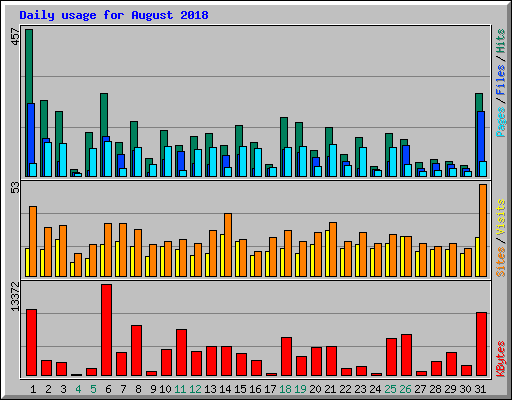 Daily usage for August 2018
457
Pages / Files / Hits
53
Sites / Visits
13372
KBytes
1 2 3 4 5 6 7 8 9 10 11 12 13 14 15 16 17 18 19 20 21 22 23 24 25 26 27 28 29 30 31